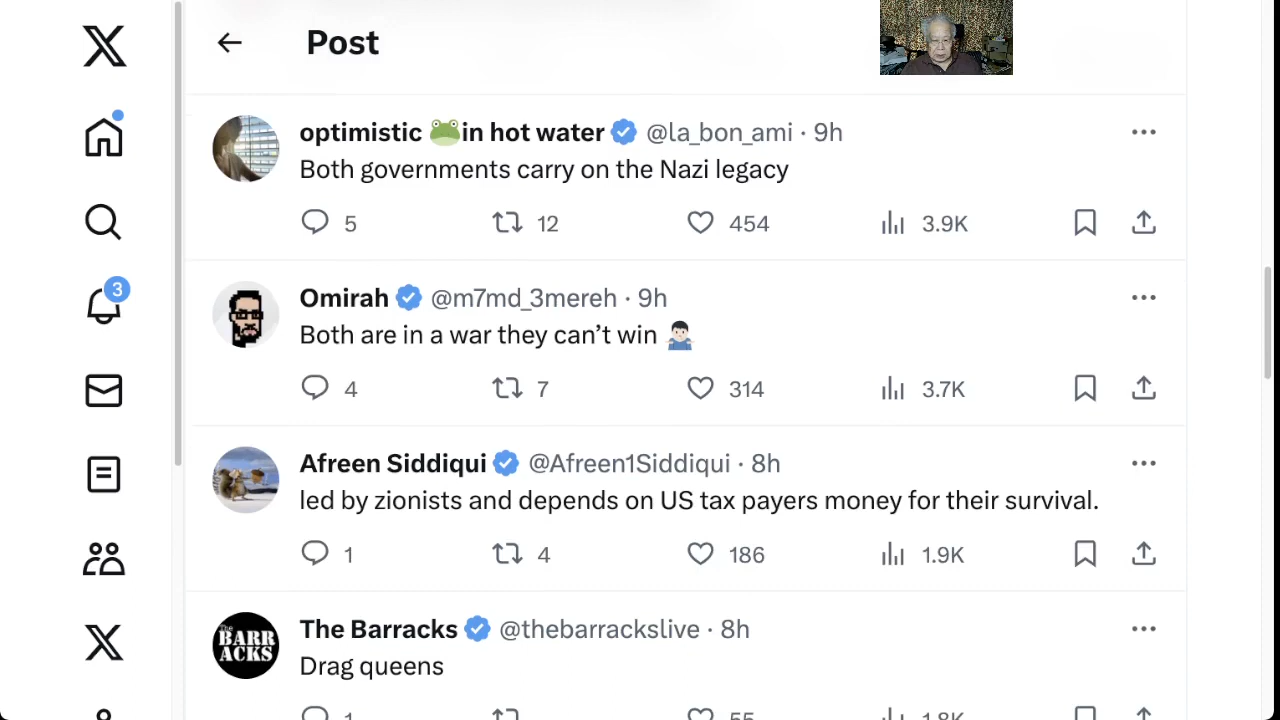 Post
optimistic 🐸in hot water @la_bon_ami · 9h
Both governments carry on the Nazi legacy
5 12 454 3.9K
3
Omirah @m7md_3mereh · 9h
Both are in a war they can’t win 🤷🏻‍♂️
4 7 314 3.7K
Afreen Siddiqui @Afreen1Siddiqui · 8h
led by zionists and depends on US tax payers money for their survival.
1 4 186 1.9K
The BARR ACKS
The Barracks @thebarrackslive · 8h
Drag queens
1 55 1.8K